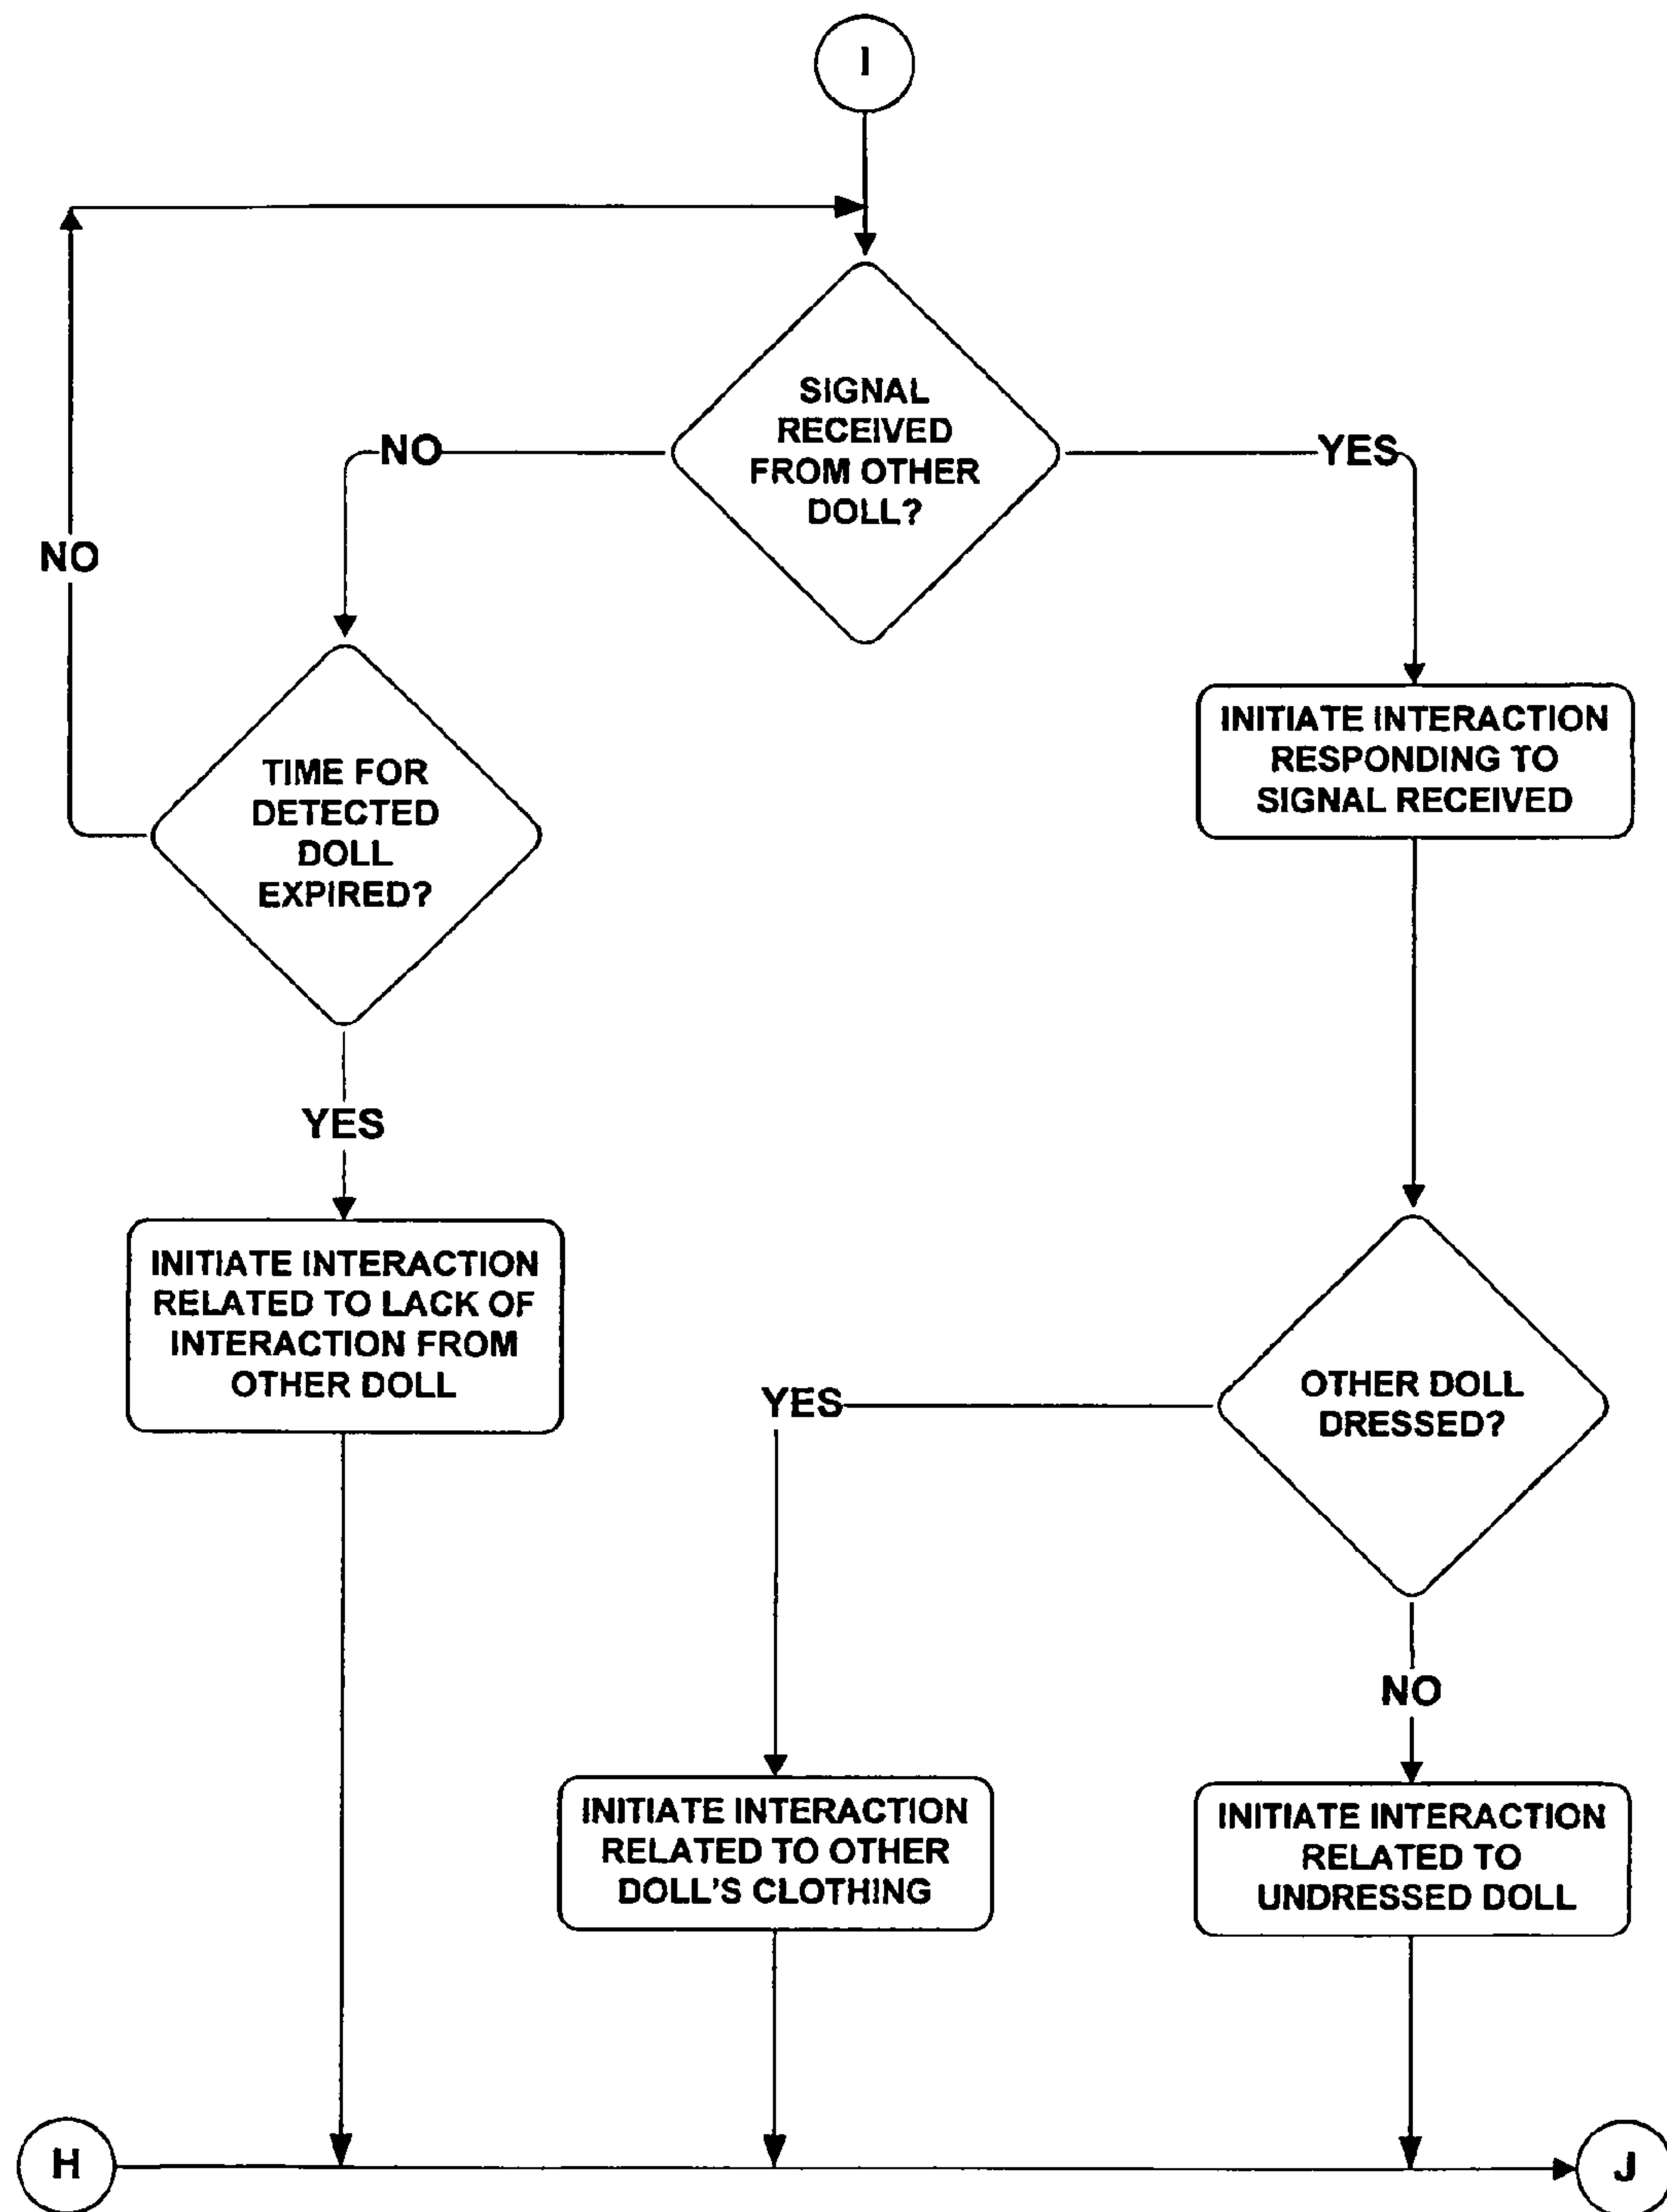 I
SIGNAL
RECEIVED
FROM OTHER
DOLL?
NO
YES
NO
TIME FOR
DETECTED
DOLL
EXPIRED?
INITIATE INTERACTION
RESPONDING TO
SIGNAL RECEIVED
YES
INITIATE INTERACTION
RELATED TO LACK OF
INTERACTION FROM
OTHER DOLL
OTHER DOLL
DRESSED?
YES
NO
INITIATE INTERACTION
RELATED TO OTHER
DOLL'S CLOTHING
INITIATE INTERACTION
RELATED TO
UNDRESSED DOLL
H
J